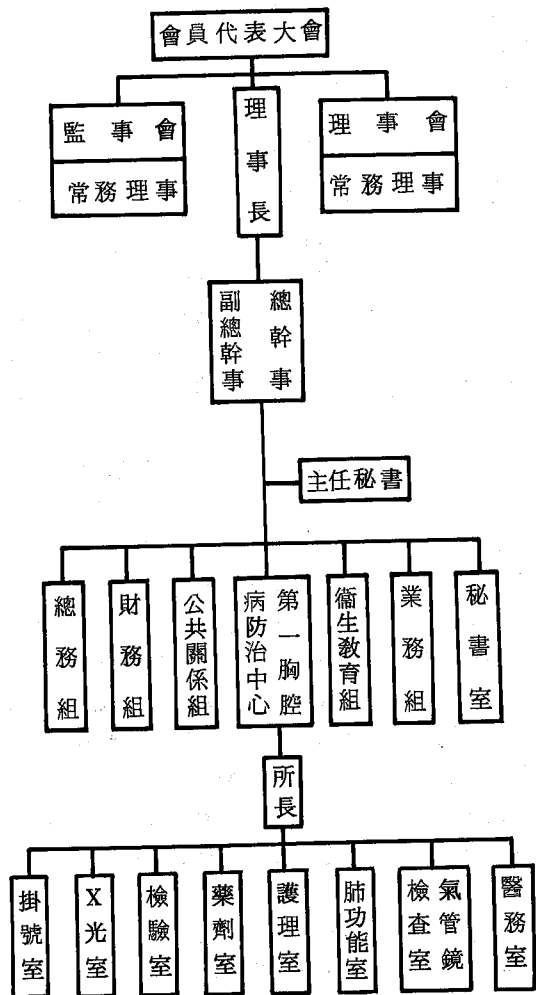 會員代表大會
理事會
常務理事
理事長
監事會
常務理事
總幹事
副總幹事
主任秘書
秘書室
業務組
衞生教育組
第一胸腔
病防治中心
公共關係組
財務組
總務組
所長
醫務室
氣管鏡
檢查室
肺功能室
護理室
藥劑室
檢驗室
X光室
掛號室